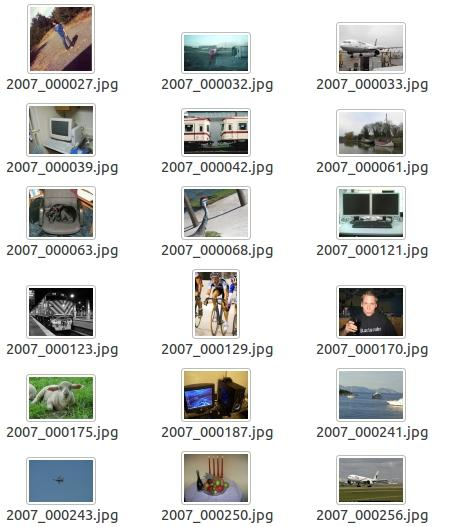 2007_000027.jpg 2007_000032.jpg 2007_000033.jpg
2007_000039.jpg 2007_000042.jpg 2007_000061.jpg
2007_000063.jpg 2007_000068.jpg 2007_000121.jpg
2007_000123.jpg 2007_000129.jpg 2007_000170.jpg
2007_000175.jpg 2007_000187.jpg 2007_000241.jpg
2007_000243.jpg 2007_000250.jpg 2007_000256.jpg